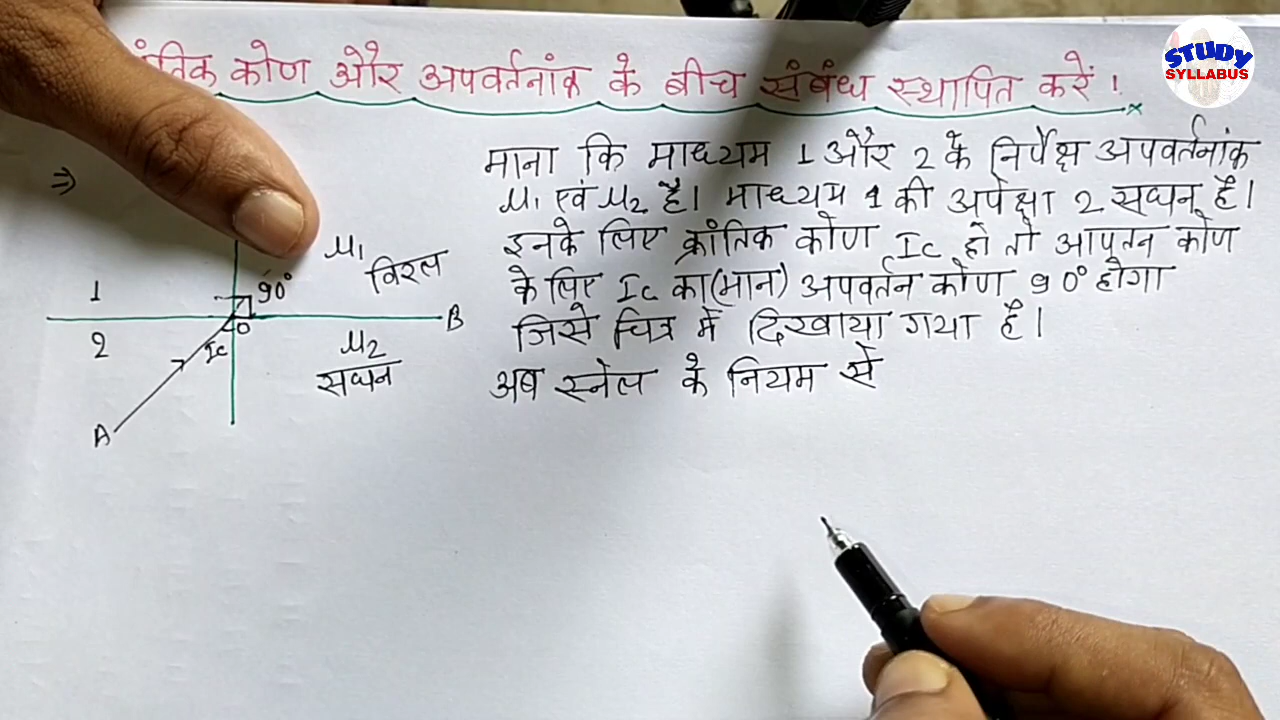 कोण और अपवर्तनांक के बीच संबंध स्थापित करें।
STUDY
SYLLABUS
⇒
माना कि माध्यम 1 और 2 के निर्पेक्ष अपवर्तनांक
μ1 एवं μ2 है। माध्यम 1 की अपेक्षा 2 सघन है।
इनके लिए क्रांतिक कोण Ic हो तो आपतन कोण
के लिए Ic का(मान) अपवर्तन कोण 90° होगा
जिसे चित्र में दिखाया गया है।
अब स्नेल के नियम से
μ1
विरल
90°
1
B
2
O
Ic
μ2
सघन
A